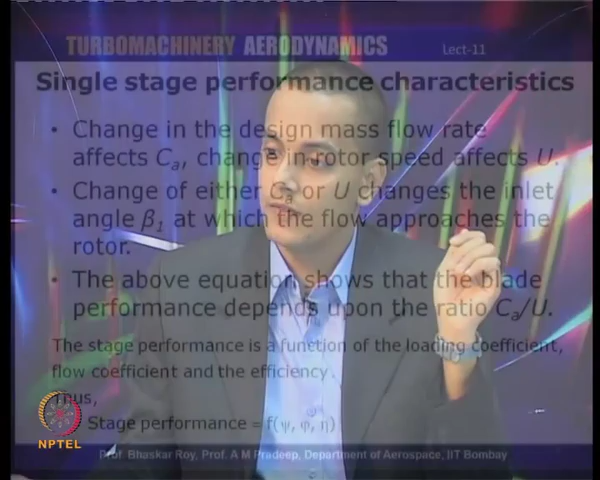 TURBOMACHINERY AERODYNAMICS
Lect-11
Single stage performance characteristics
• Change in the design mass flow rate
affects Ca, change in rotor speed affects U.
• Change of either Ca or U changes the inlet
angle β1 at which the flow approaches the
rotor.
• The above equation shows that the blade
performance depends upon the ratio Ca/U.
The stage performance is a function of the loading coefficient,
flow coefficient and the efficiency.
Thus,
Stage performance = f(ψ, φ, η)
NPTEL
Prof Bhaskar Roy, Prof. A M Pradeep, Department of Aerospace, IIT Bombay